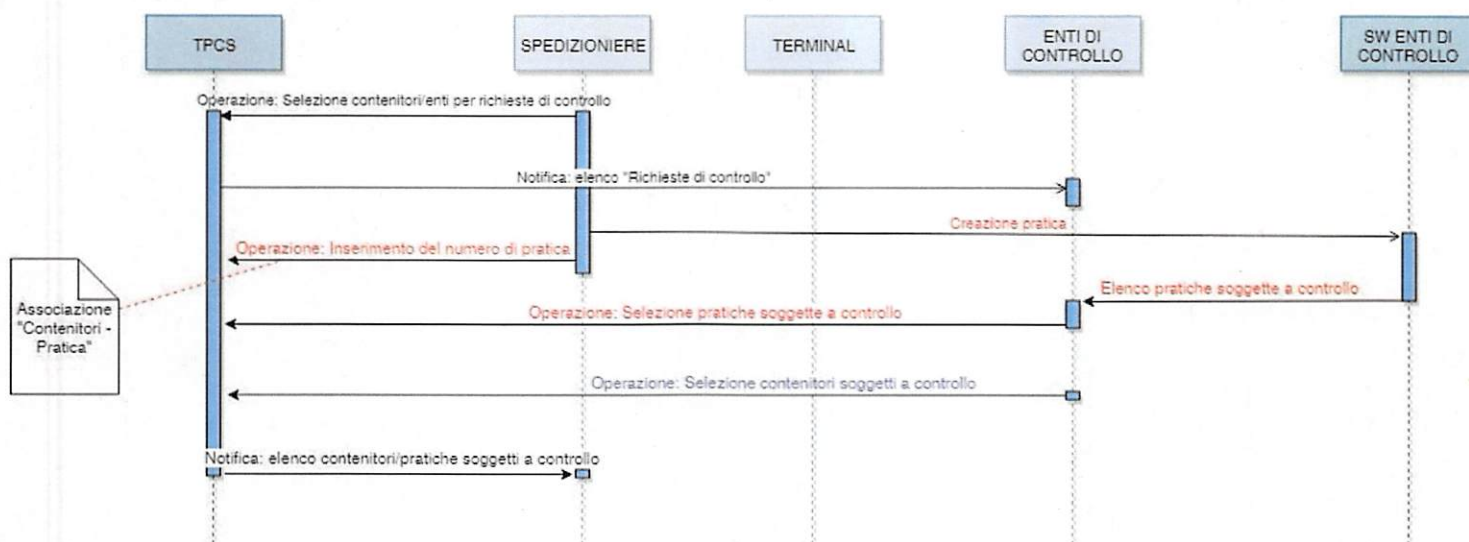 TPCS
SPEDIZIONIERE
TERMINAL
ENTI DI
CONTROLLO
SW ENTI DI
CONTROLLO
Operazione: Selezione contenitori/enti per richieste di controllo
Notifica: elenco "Richieste di controllo"
Creazione pratica
Operazione: Inserimento del numero di pratica
Associazione
"Contenitori -
Pratica"
Elenco pratiche soggette a controllo
Operazione: Selezione pratiche soggette a controllo
Operazione: Selezione contenitori soggetti a controllo
Notifica: elenco contenitori/pratiche soggetti a controllo